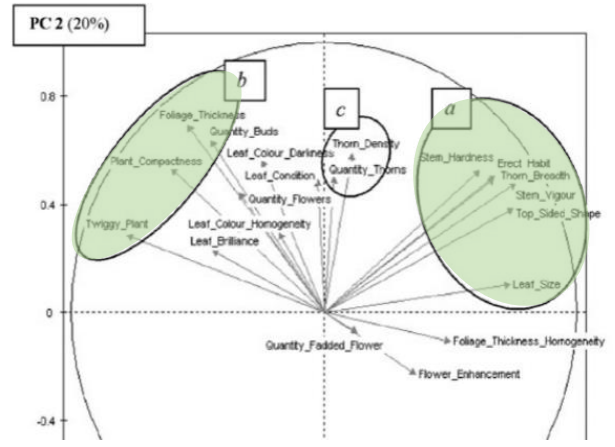 PC 2 (20%)
b
c
a
0.8
Foliage_Thickness
Quantity_Buds
Thorn_Density
Leaf_Colour_Darkness
Stem_Hardness
Erect_Habit
Plant_Compactness
Leaf_Condition
Quantity_Thorns
Thorn_Breadth
Stem_Vigour
0.4
Quantity_Flowers
Top_Sided_Shape
Twiggy_Plant
Leaf_Colour_Homogeneity
Leaf_Brilliance
Leaf_Size
0
Quantity_Fadded_Flower
Foliage_Thickness_Homogeneity
Flower_Enhancement
-0.4